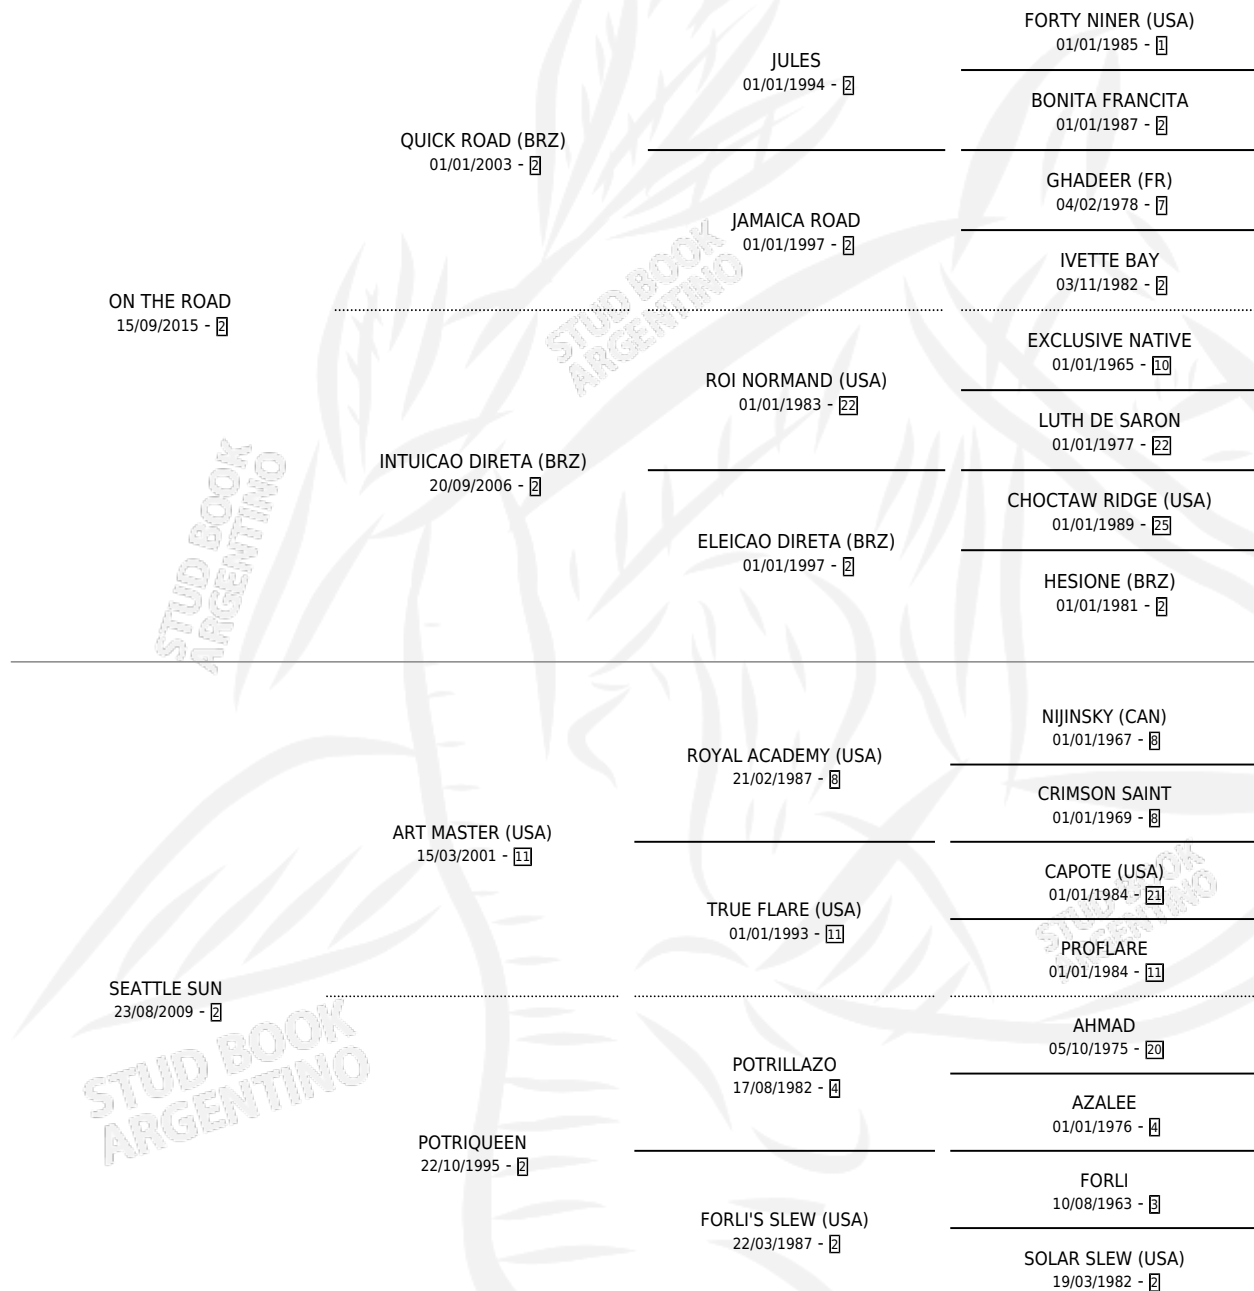 FORTY NINER (USA)
01/01/1985 - 1
JULES
01/01/1994 - 2
BONITA FRANCITA
01/01/1987 - 2
QUICK ROAD (BRZ)
01/01/2003 - 2
GHADEER (FR)
04/02/1978 - 7
JAMAICA ROAD
01/01/1997 - 2
IVETTE BAY
03/11/1982 - 2
ON THE ROAD
15/09/2015 - 2
STUD BOOK
ARGENTINO
EXCLUSIVE NATIVE
01/01/1965 - 10
ROI NORMAND (USA)
01/01/1983 - 22
LUTH DE SARON
01/01/1977 - 22
INTUICAO DIRETA (BRZ)
20/09/2006 - 2
CHOCTAW RIDGE (USA)
01/01/1989 - 25
ELEICAO DIRETA (BRZ)
01/01/1997 - 2
HESIONE (BRZ)
01/01/1981 - 2
STUD BOOK
ARGENTINO
NIJINSKY (CAN)
01/01/1967 - 8
ROYAL ACADEMY (USA)
21/02/1987 - 8
CRIMSON SAINT
01/01/1969 - 8
ART MASTER (USA)
15/03/2001 - 11
CAPOTE (USA)
01/01/1984 - 21
TRUE FLARE (USA)
01/01/1993 - 11
PROFLARE
01/01/1984 - 11
STUD BOOK
ARGENTINO
SEATTLE SUN
23/08/2009 - 2
AHMAD
05/10/1975 - 20
POTRILLAZO
17/08/1982 - 4
AZALEE
01/01/1976 - 4
STUD BOOK
ARGENTINO
POTRIQUEEN
22/10/1995 - 2
FORLI
10/08/1963 - 3
FORLI'S SLEW (USA)
22/03/1987 - 2
SOLAR SLEW (USA)
19/03/1982 - 2